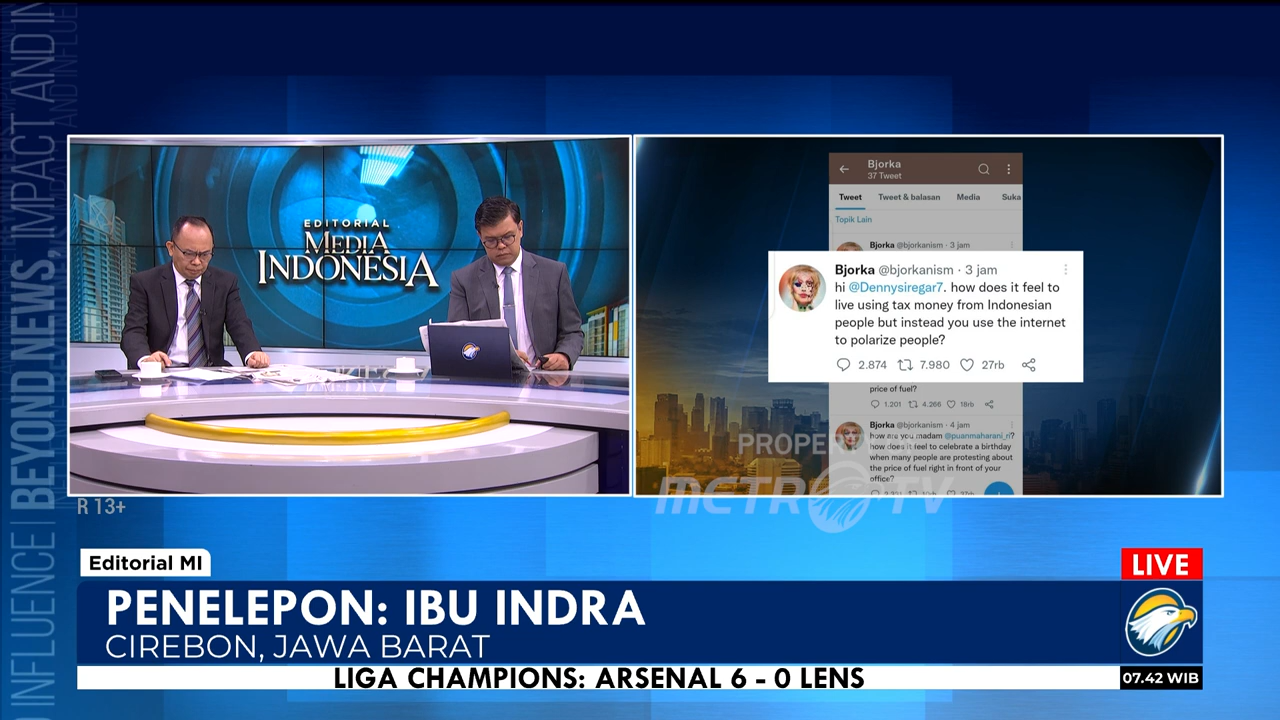 BEYOND NEWS, IMPACT AND IN
INFLUENCE |
EDITORIAL
MEDIA
INDONESIA
Bjorka
37 Tweet
Tweet Tweet & balasan Media Suka
Topik Lain
Bjorka @bjorkanism · 3 jam
Bjorka @bjorkanism · 3 jam
hi @Dennysiregar7. how does it feel to
live using tax money from Indonesian
people but instead you use the internet
to polarize people?
2.874 7.980 27rb
price of fuel?
1.201 4.266 18rb
Bjorka @bjorkanism · 4 jam
how are you madam @puanmaharani_ri?
how does it feel to celebrate a birthday
when many people are protesting about
the price of fuel right in front of your
office?
METRO TV
R 13+
Editorial MI
LIVE
PENELEPON: IBU INDRA
CIREBON, JAWA BARAT
LIGA CHAMPIONS: ARSENAL 6 - 0 LENS
07.42 WIB